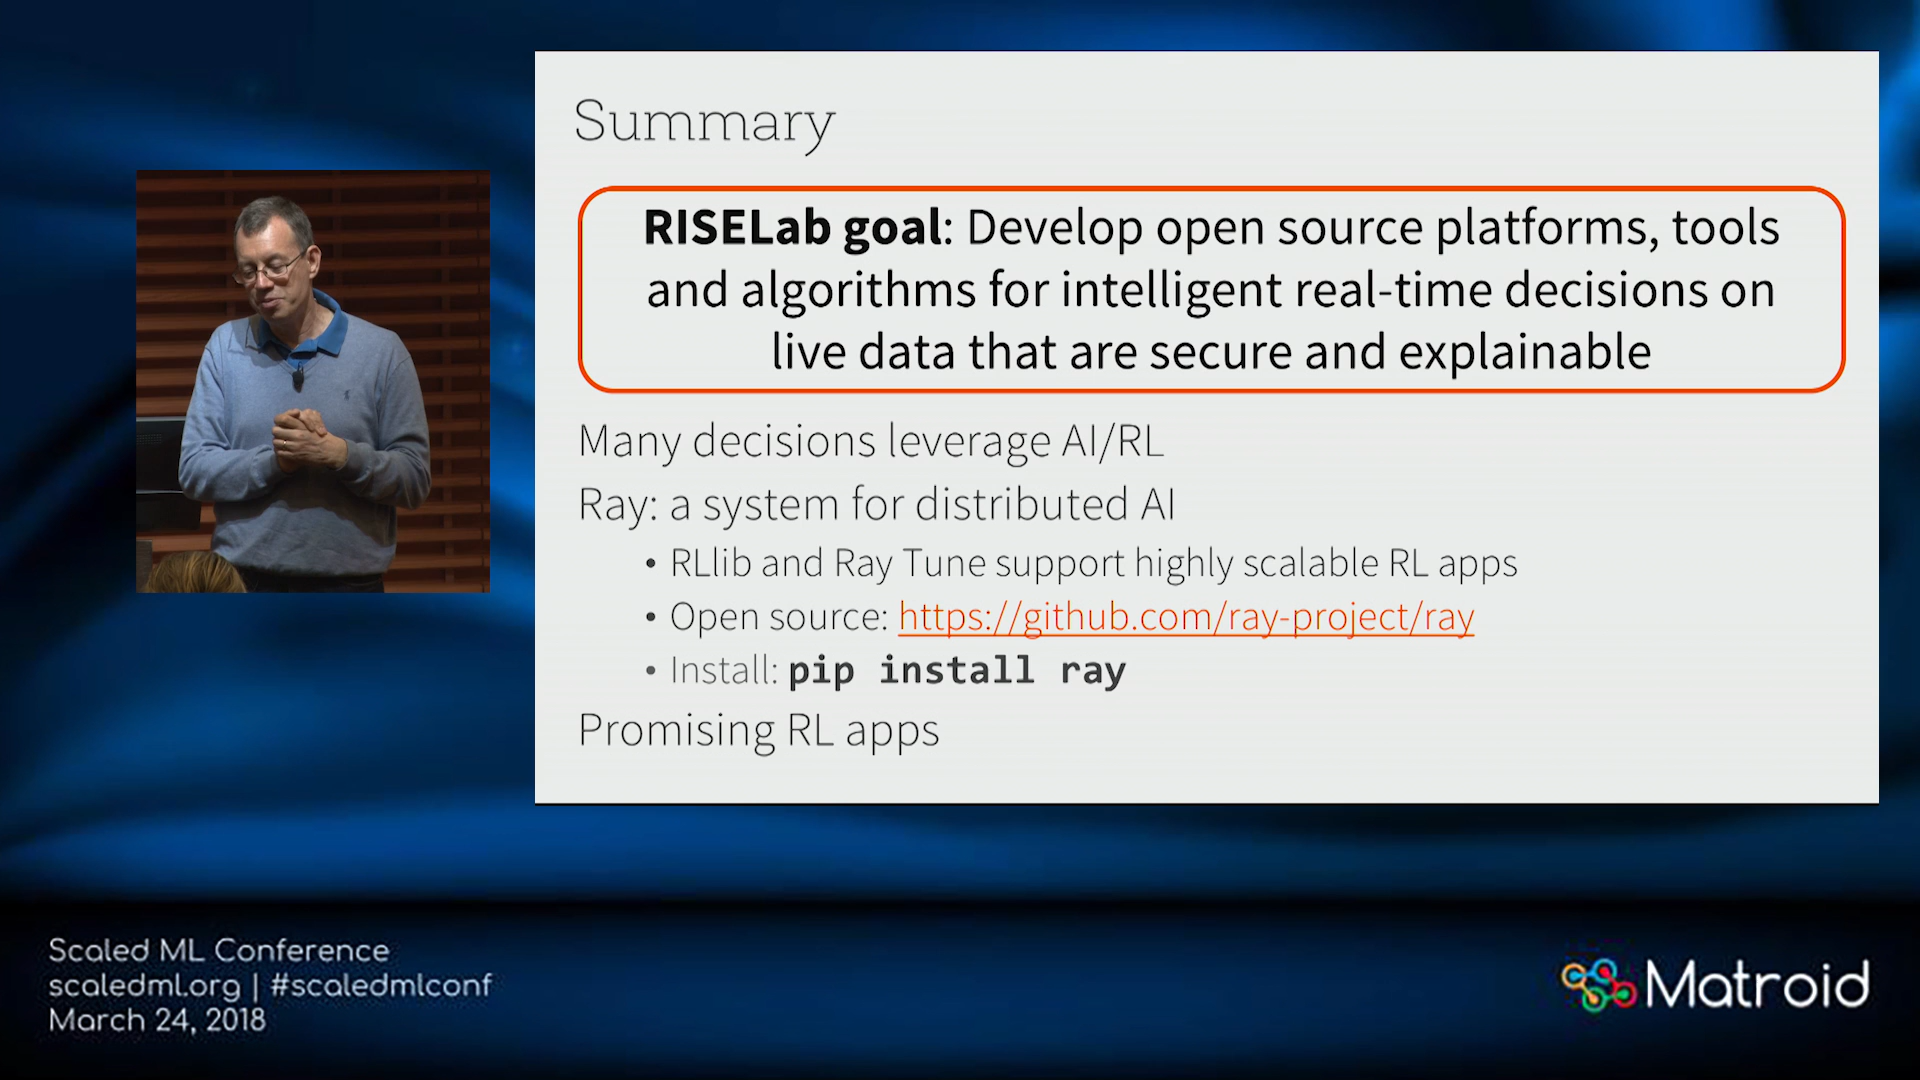 Summary
RISELab goal: Develop open source platforms, tools
and algorithms for intelligent real-time decisions on
live data that are secure and explainable
Many decisions leverage AI/RL
Ray: a system for distributed AI
• RLlib and Ray Tune support highly scalable RL apps
• Open source: https://github.com/ray-project/ray
• Install: pip install ray
Promising RL apps
Scaled ML Conference
scaledml.org | #scaledmlconf
March 24, 2018
Matroid